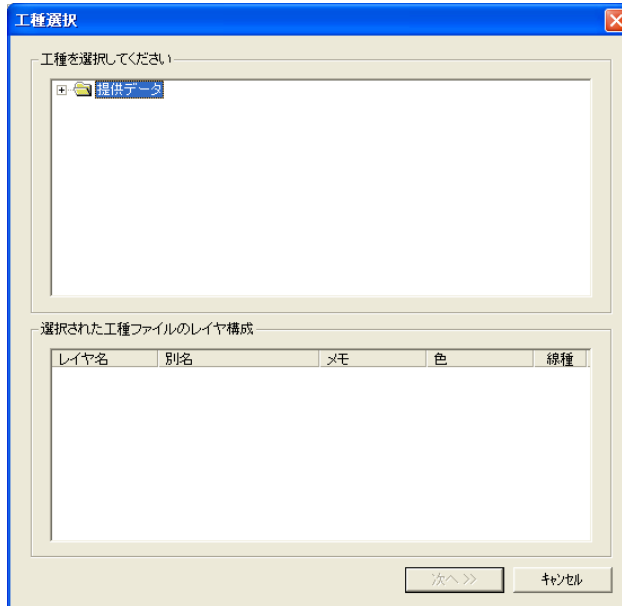 工種選択
工種を選択してください
提供データ
選択された工種ファイルのレイヤ構成
レイヤ名 別名 メモ 色 線種
次へ >> キャンセル